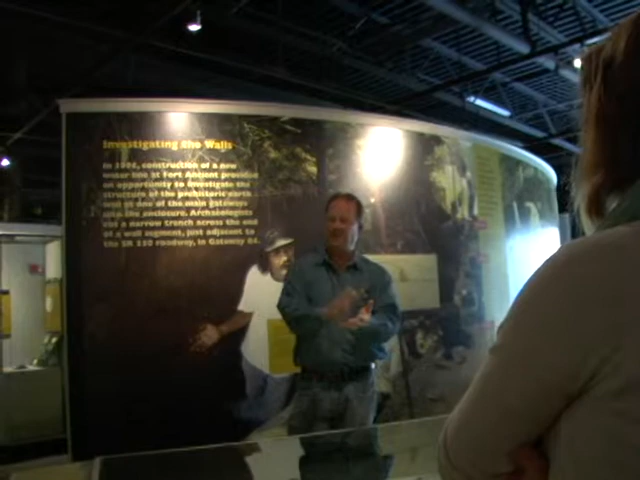 Investigating the Walls
In 1982, construction of a new
water line at Fort Ancient provided
an opportunity to investigate the
structure of the prehistoric earth
wall at one of the main gateways
into the enclosure. Archaeologists
cut a narrow trench across the end
of a wall segment, just adjacent to
the SR 350 roadway, in Gateway 84.